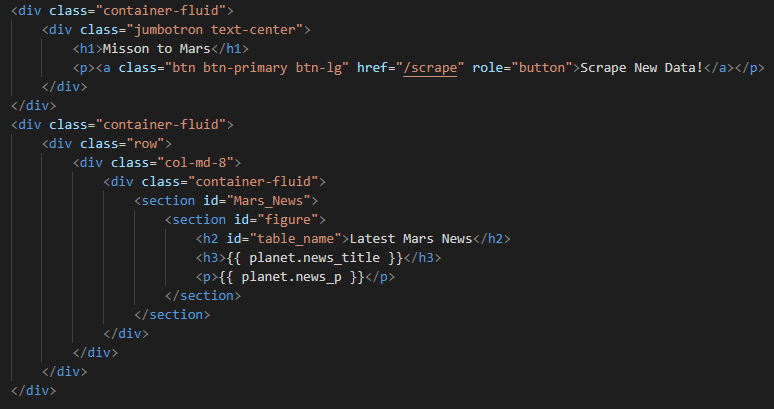 <div class="container-fluid">
    <div class="jumbotron text-center">
        <h1>Misson to Mars</h1>
        <p><a class="btn btn-primary btn-lg" href="/scrape" role="button">Scrape New Data!</a></p>
    </div>
</div>
<div class="container-fluid">
    <div class="row">
        <div class="col-md-8">
            <div class="container-fluid">
                <section id="Mars_News">
                    <section id="figure">
                        <h2 id="table_name">Latest Mars News</h2>
                        <h3>{{ planet.news_title }}</h3>
                        <p>{{ planet.news_p }}</p>
                    </section>
                </section>
            </div>
        </div>
    </div>
</div>